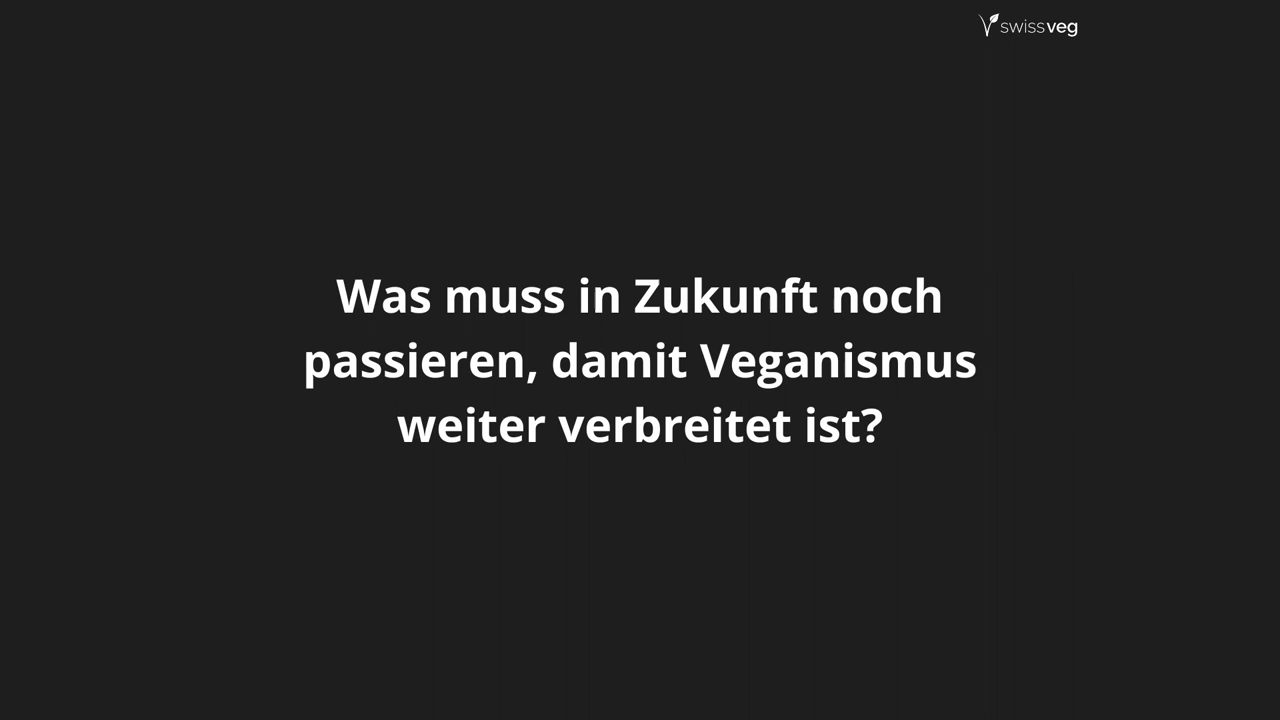 swissveg
Was muss in Zukunft noch
passieren, damit Veganismus
weiter verbreitet ist?